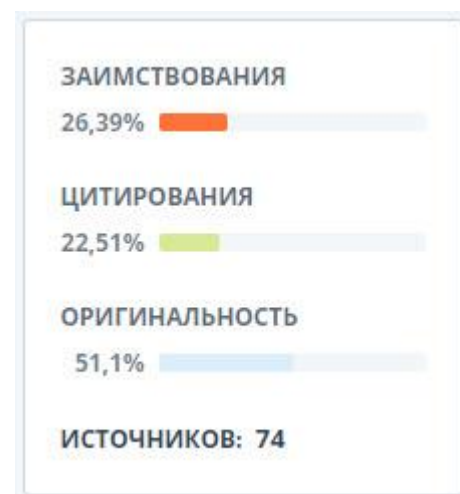 ЗАИМСТВОВАНИЯ
26,39%
ЦИТИРОВАНИЯ
22,51%
ОРИГИНАЛЬНОСТЬ
51,1%
ИСТОЧНИКОВ: 74